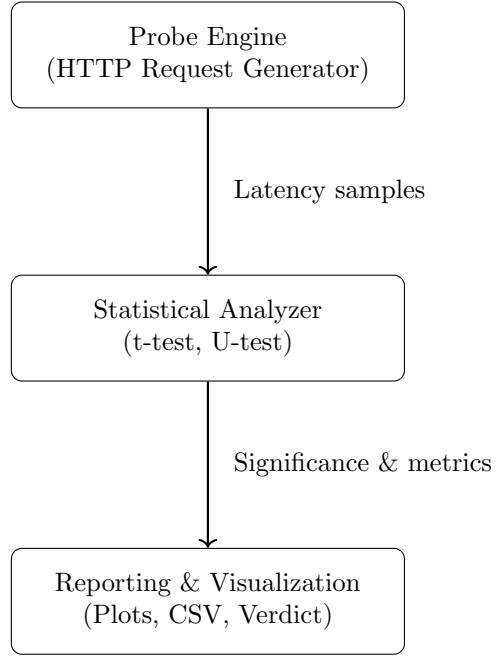 Probe Engine
(HTTP Request Generator)
Latency samples
Statistical Analyzer
(t-test, U-test)
Significance & metrics
Reporting & Visualization
(Plots, CSV, Verdict)